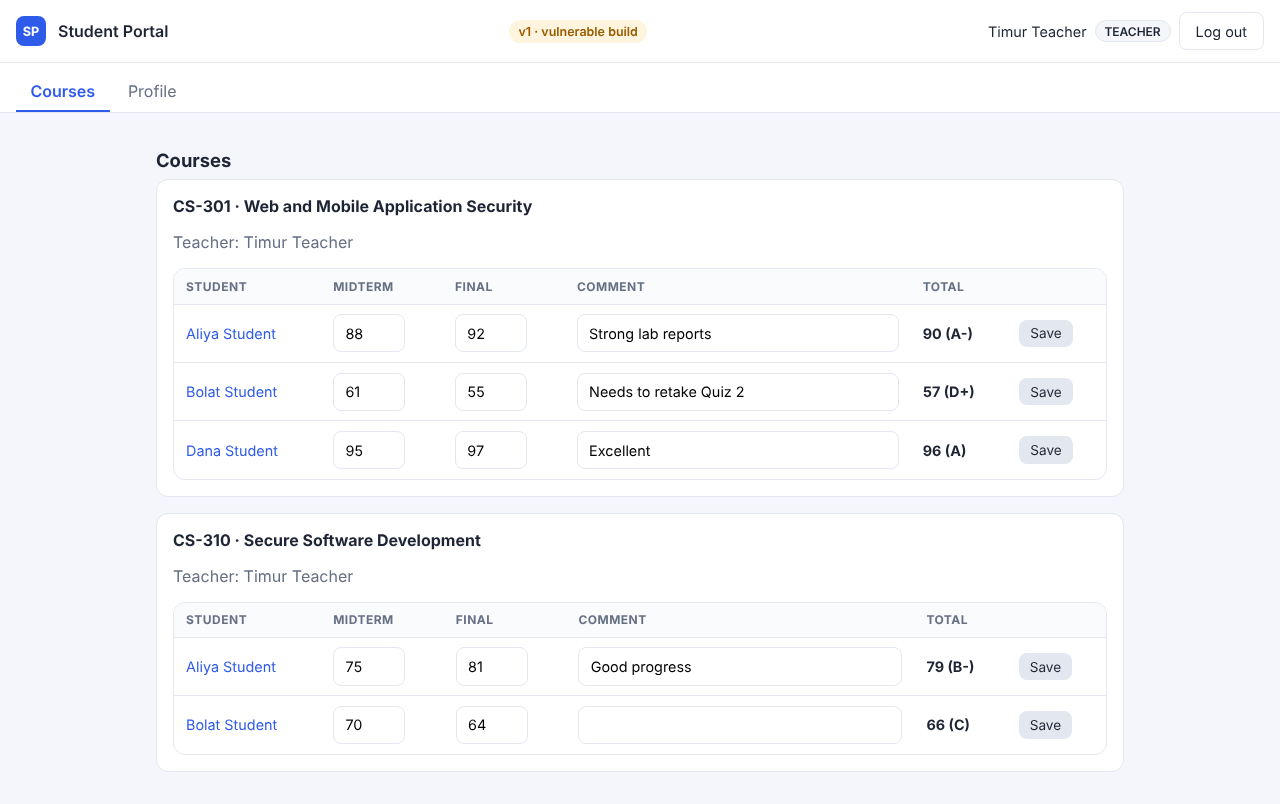 SP Student Portal v1 · vulnerable build Timur Teacher TEACHER Log out
Courses Profile
Courses
CS-301 · Web and Mobile Application Security
Teacher: Timur Teacher
STUDENT MIDTERM FINAL COMMENT TOTAL
Aliya Student 88 92 Strong lab reports 90 (A-) Save
Bolat Student 61 55 Needs to retake Quiz 2 57 (D+) Save
Dana Student 95 97 Excellent 96 (A) Save
CS-310 · Secure Software Development
Teacher: Timur Teacher
STUDENT MIDTERM FINAL COMMENT TOTAL
Aliya Student 75 81 Good progress 79 (B-) Save
Bolat Student 70 64 66 (C) Save